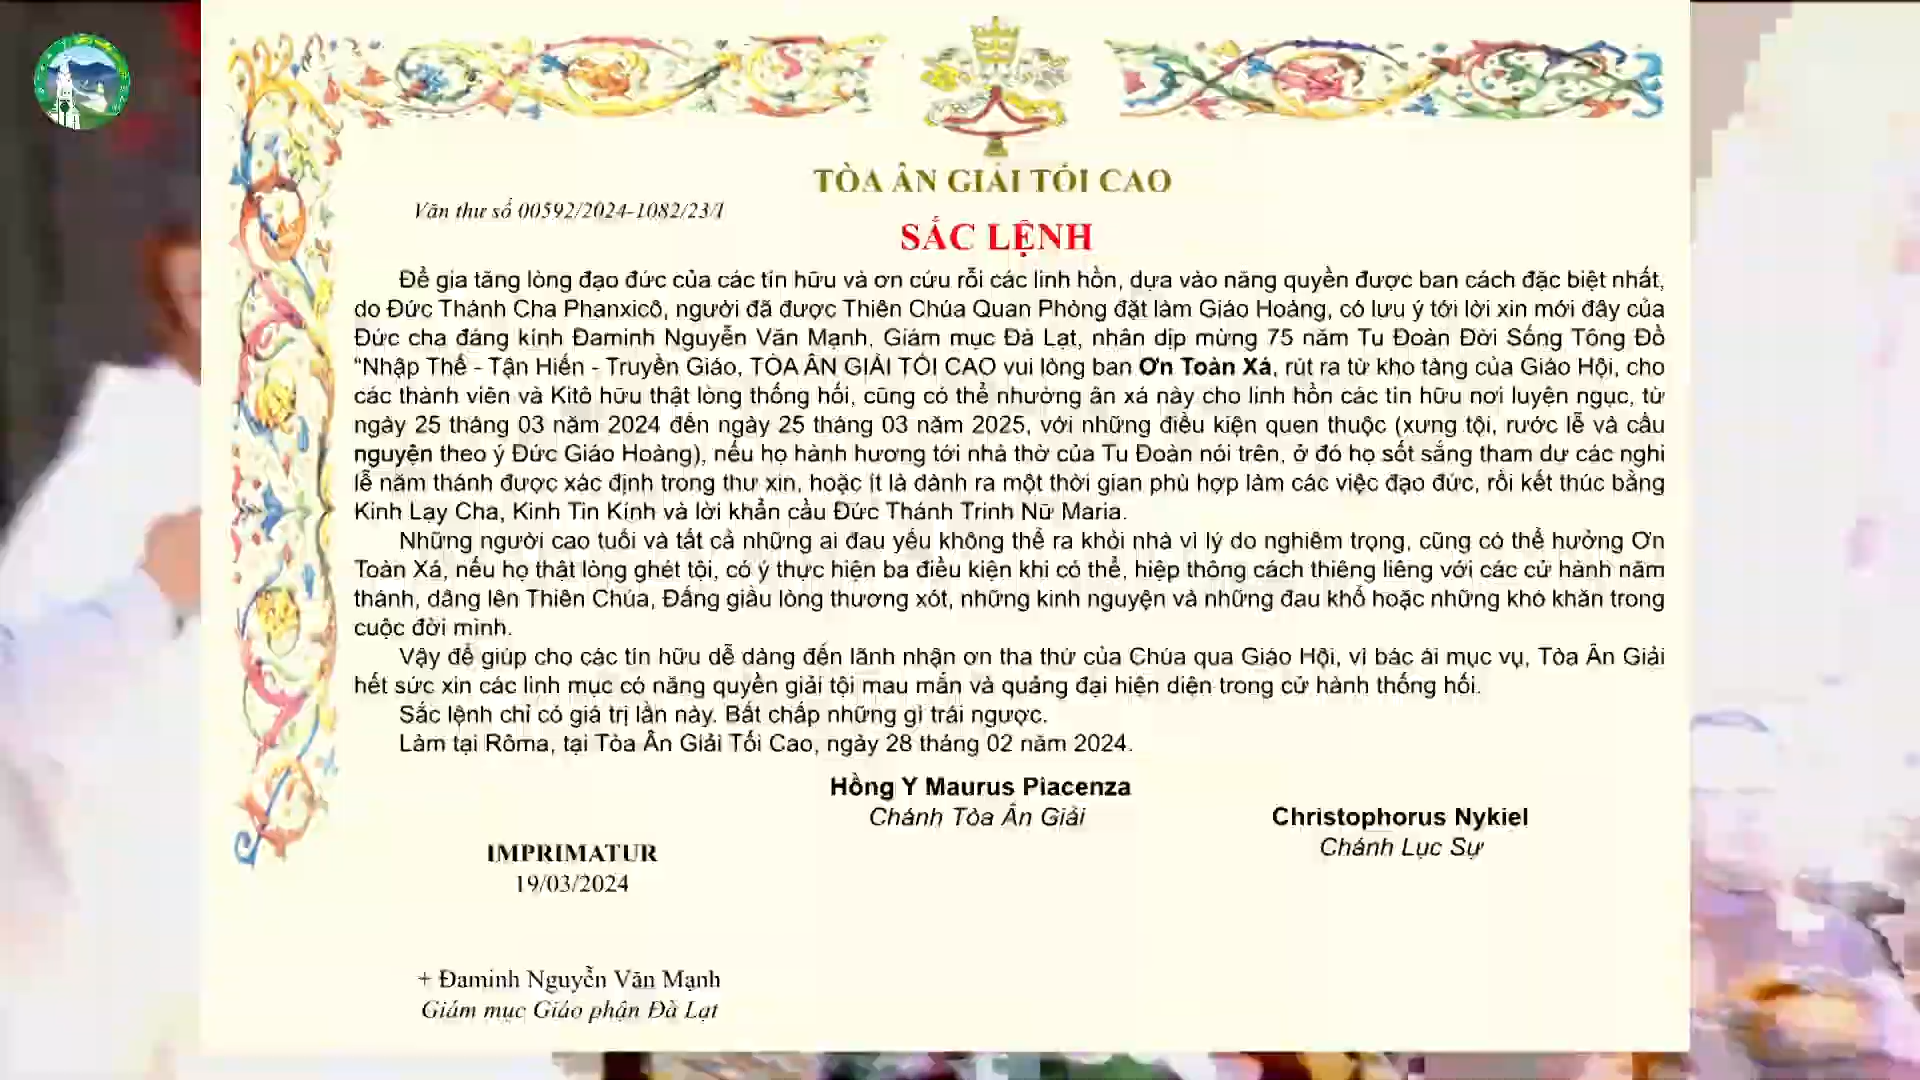 TÒA ÂN GIẢI TỐI CAO
Văn thư số 00592/2024-1082/23/I
SẮC LỆNH
Để gia tăng lòng đạo đức của các tín hữu và ơn cứu rỗi các linh hồn, dựa vào năng quyền được ban cách đặc biệt nhất,
do Đức Thánh Cha Phanxicô, người đã được Thiên Chúa Quan Phòng đặt làm Giáo Hoàng, có lưu ý tới lời xin mới đây của
Đức cha đáng kính Đaminh Nguyễn Văn Mạnh, Giám mục Đà Lạt, nhân dịp mừng 75 năm Tu Đoàn Đời Sống Tông Đồ
“Nhập Thế - Tận Hiến - Truyền Giáo, TÒA ÂN GIẢI TỐI CAO vui lòng ban Ơn Toàn Xá, rút ra từ kho tàng của Giáo Hội, cho
các thành viên và Kitô hữu thật lòng thống hối, cũng có thể nhường ân xá này cho linh hồn các tín hữu nơi luyện ngục, từ
ngày 25 tháng 03 năm 2024 đến ngày 25 tháng 03 năm 2025, với những điều kiện quen thuộc (xưng tội, rước lễ và cầu
nguyện theo ý Đức Giáo Hoàng), nếu họ hành hương tới nhà thờ của Tu Đoàn nói trên, ở đó họ sốt sắng tham dự các nghi
lễ năm thánh được xác định trong thư xin, hoặc ít là dành ra một thời gian phù hợp làm các việc đạo đức, rồi kết thúc bằng
Kinh Lạy Cha, Kinh Tin Kính và lời khẩn cầu Đức Thánh Trinh Nữ Maria.
Những người cao tuổi và tất cả những ai đau yếu không thể ra khỏi nhà vì lý do nghiêm trọng, cũng có thể hưởng Ơn
Toàn Xá, nếu họ thật lòng ghét tội, có ý thực hiện ba điều kiện khi có thể, hiệp thông cách thiêng liêng với các cử hành năm
thánh, dâng lên Thiên Chúa, Đấng giầu lòng thương xót, những kinh nguyện và những đau khổ hoặc những khó khăn trong
cuộc đời mình.
Vậy để giúp cho các tín hữu dễ dàng đến lãnh nhận ơn tha thứ của Chúa qua Giáo Hội, vì bác ái mục vụ, Tòa Ân Giải
hết sức xin các linh mục có năng quyền giải tội mau mắn và quảng đại hiện diện trong cử hành thống hối.
Sắc lệnh chỉ có giá trị lần này. Bất chấp những gì trái ngược.
Làm tại Rôma, tại Tòa Ân Giải Tối Cao, ngày 28 tháng 02 năm 2024.
Hồng Y Maurus Piacenza
Chánh Tòa Ân Giải
Christophorus Nykiel
Chánh Lục Sự
IMPRIMATUR
19/03/2024
+ Đaminh Nguyễn Văn Mạnh
Giám mục Giáo phận Đà Lạt